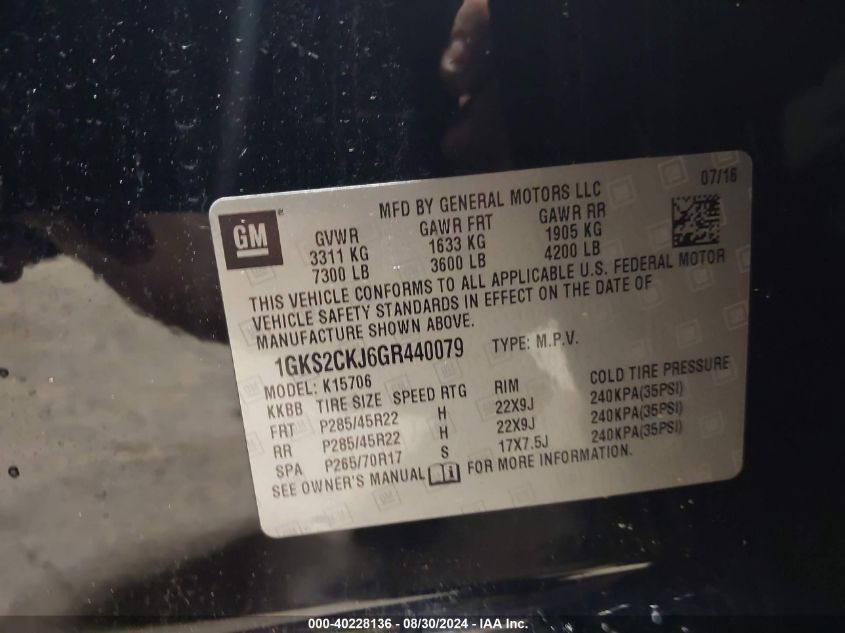 07/16
MFD BY GENERAL MOTORS LLC
GM
GVWR GAWR FRT GAWR RR
3311 KG 1633 KG 1905 KG
7300 LB 3600 LB 4200 LB
THIS VEHICLE CONFORMS TO ALL APPLICABLE U.S. FEDERAL MOTOR
VEHICLE SAFETY STANDARDS IN EFFECT ON THE DATE OF
MANUFACTURE SHOWN ABOVE.
1GKS2CKJ6GR440079 TYPE: M.P.V.
MODEL: K15706
KKBB TIRE SIZE SPEED RTG RIM COLD TIRE PRESSURE
FRT P285/45R22 H 22X9J 240KPA(35PSI)
RR P285/45R22 H 22X9J 240KPA(35PSI)
SPA P265/70R17 S 17X7.5J 240KPA(35PSI)
SEE OWNER'S MANUAL FOR MORE INFORMATION.
000-40228136 - 08/30/2024 - IAA Inc.